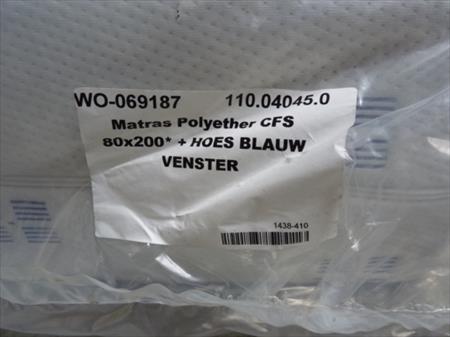 WO-069187 110.04045.0
Matras Polyether CFS
80x200* + HOES BLAUW
VENSTER
1438-410